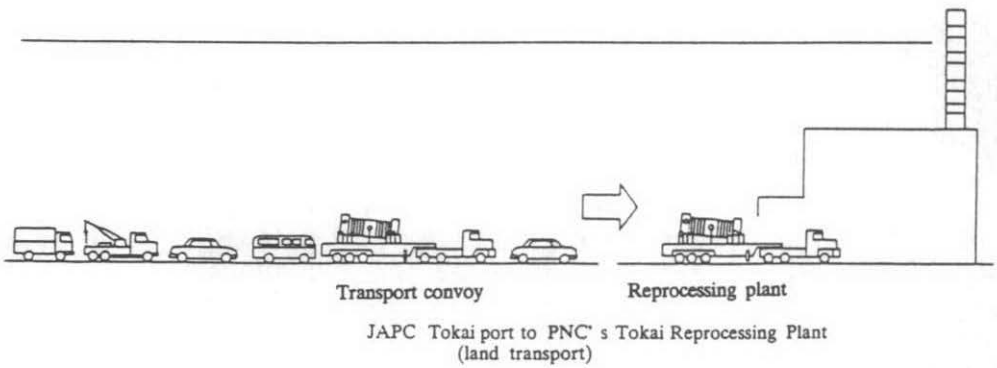 Transport convoy
Reprocessing plant
JAPC Tokai port to PNC' s Tokai Reprocessing Plant
(land transport)